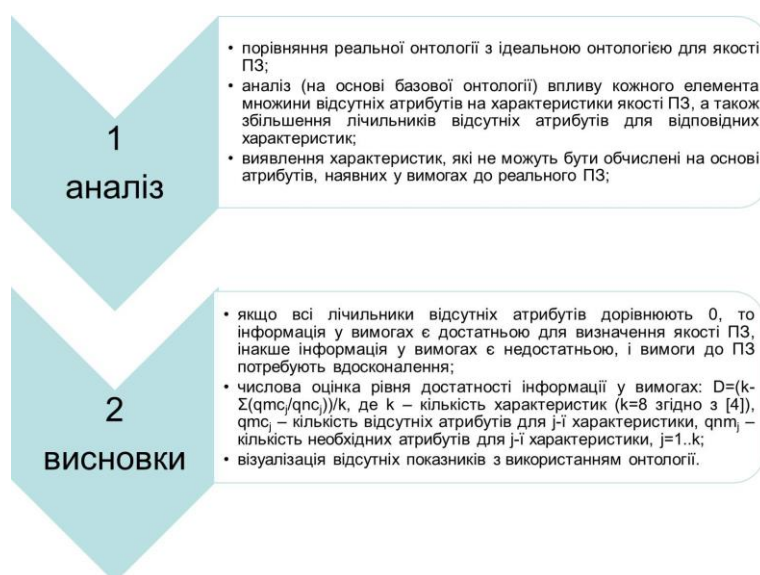 1
аналіз
• порівняння реальної онтології з ідеальною онтологією для якості
ПЗ;
• аналіз (на основі базової онтології) впливу кожного елемента
множини відсутніх атрибутів на характеристики якості ПЗ, а також
збільшення лічильників відсутніх атрибутів для відповідних
характеристик;
• виявлення характеристик, які не можуть бути обчислені на основі
атрибутів, наявних у вимогах до реального ПЗ;
2
висновки
• якщо всі лічильники відсутніх атрибутів дорівнюють 0, то
інформація у вимогах є достатньою для визначення якості ПЗ,
інакше інформація у вимогах є недостатньою, і вимоги до ПЗ
потребують вдосконалення;
• числова оцінка рівня достатності інформації у вимогах: D=(k-
Σ(qmcⱼ/qncⱼ))/k, де k – кількість характеристик (k=8 згідно з [4]),
qmcⱼ – кількість відсутніх атрибутів для j-ї характеристики, qnmⱼ –
кількість необхідних атрибутів для j-ї характеристики, j=1..k;
• візуалізація відсутніх показників з використанням онтології.